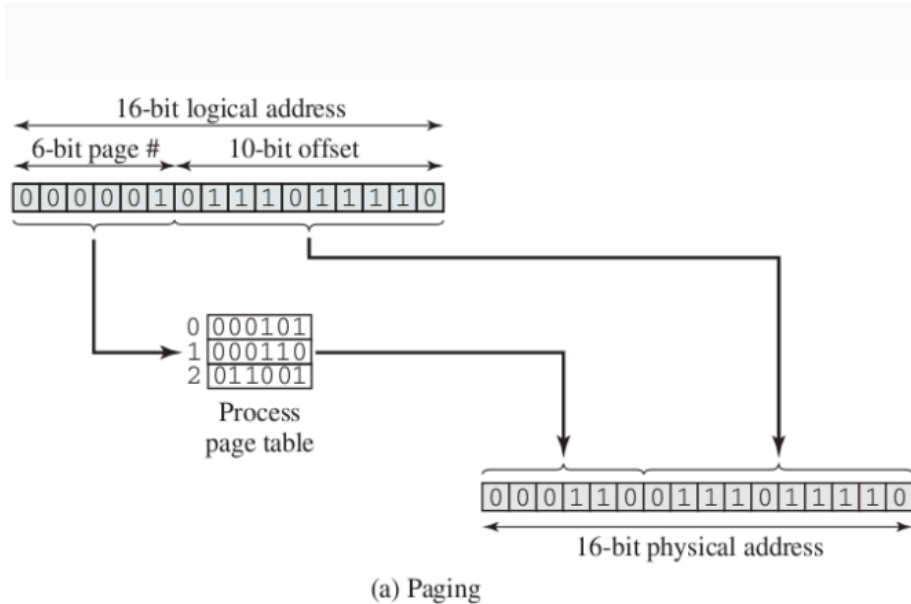 16-bit logical address
6-bit page # 10-bit offset
0 0 0 0 0 1 0 1 1 1 0 1 1 1 1 0
0 000101
1 000110
2 011001
Process
page table
0 0 0 1 1 0 0 1 1 1 0 1 1 1 1 0
16-bit physical address
(a) Paging